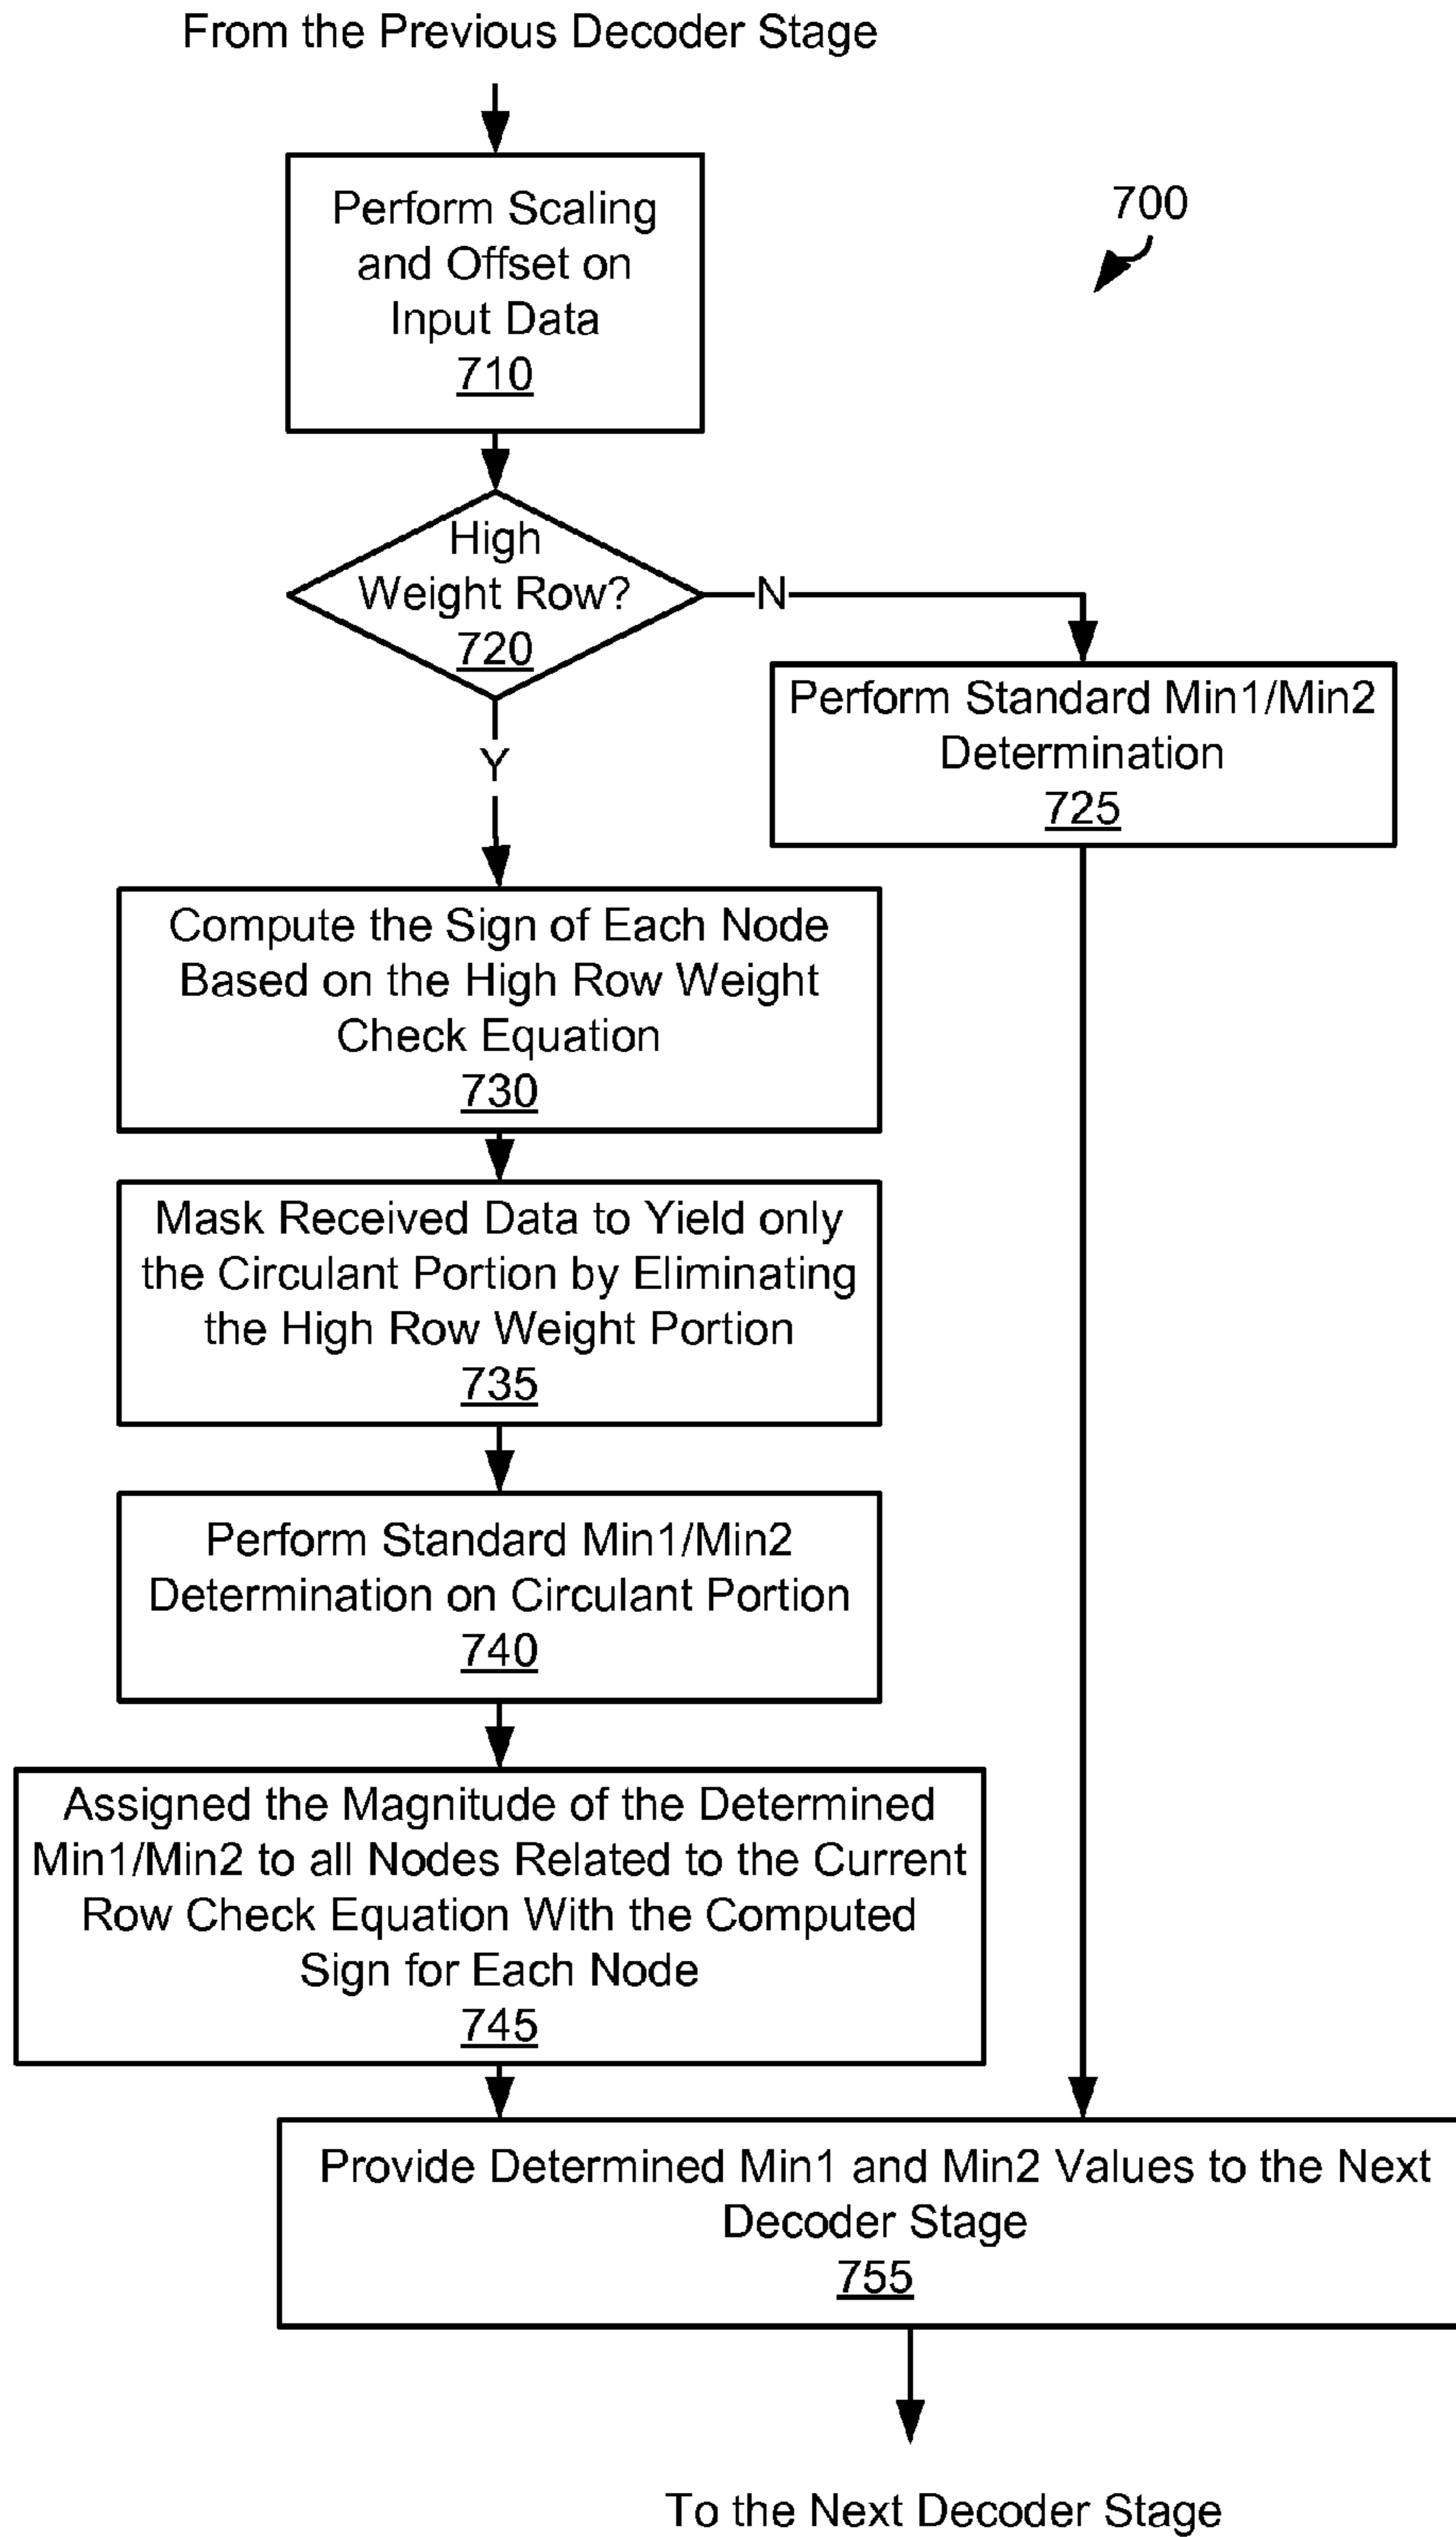 From the Previous Decoder Stage
Perform Scaling
and Offset on
Input Data
710
700
High
Weight Row?
720
N
Perform Standard Min1/Min2
Determination
725
Y
Compute the Sign of Each Node
Based on the High Row Weight
Check Equation
730
Mask Received Data to Yield only
the Circulant Portion by Eliminating
the High Row Weight Portion
735
Perform Standard Min1/Min2
Determination on Circulant Portion
740
Assigned the Magnitude of the Determined
Min1/Min2 to all Nodes Related to the Current
Row Check Equation With the Computed
Sign for Each Node
745
Provide Determined Min1 and Min2 Values to the Next
Decoder Stage
755
To the Next Decoder Stage